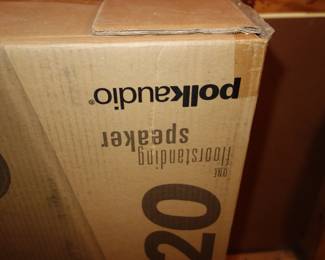 polkaudio®
ONE
floorstanding
speaker
20